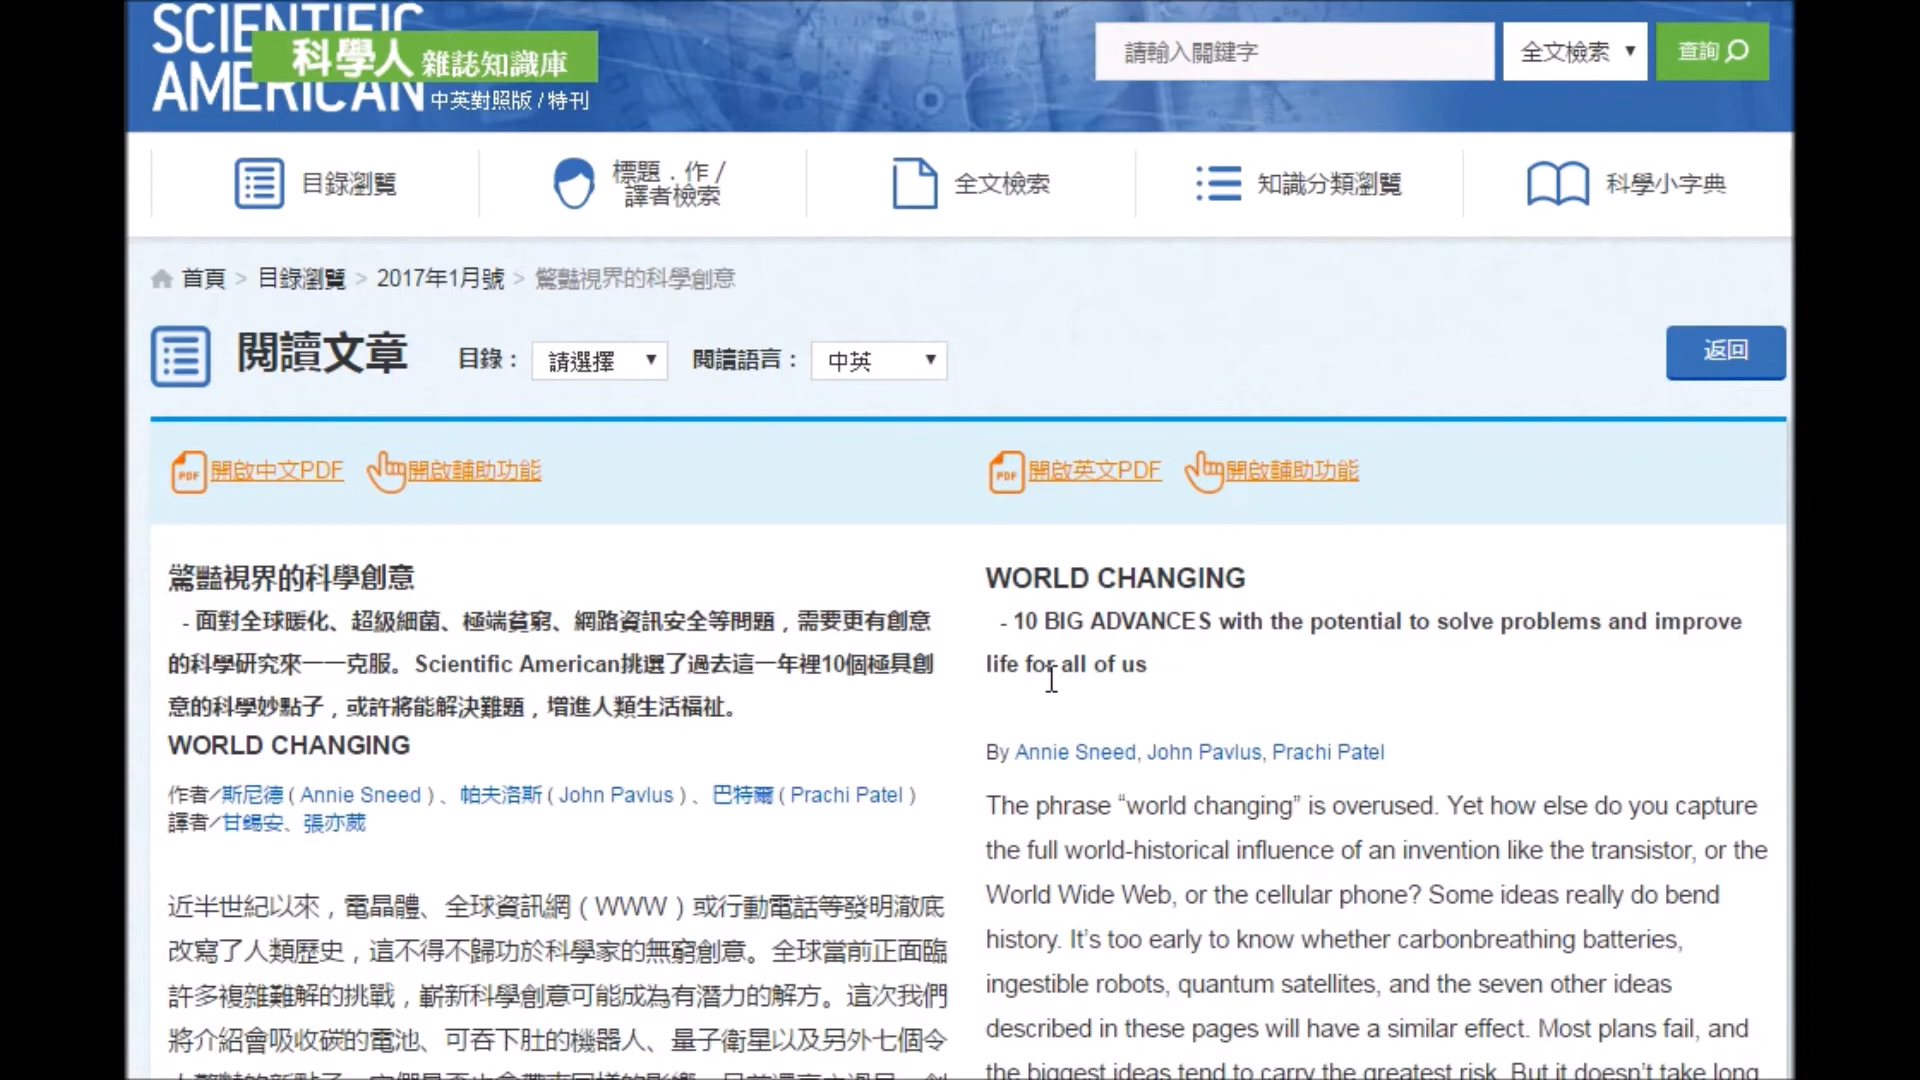 SCIENTIFIC
AMERICAN
科學人 雜誌知識庫
中英對照版 / 特刊
請輸入關鍵字
全文檢索
查詢
目錄瀏覽
標題．作 /
譯者檢索
全文檢索
知識分類瀏覽
科學小字典
首頁 > 目錄瀏覽 > 2017年1月號 > 驚豔視界的科學創意
閱讀文章
目錄：
請選擇
閱讀語言：
中英
返回
PDF 開啟中文PDF
開啟輔助功能
PDF 開啟英文PDF
開啟輔助功能
驚豔視界的科學創意
- 面對全球暖化、超級細菌、極端貧窮、網路資訊安全等問題，需要更有創意
的科學研究來一一克服。Scientific American挑選了過去這一年裡10個極具創
意的科學妙點子，或許將能解決難題，增進人類生活福祉。
WORLD CHANGING
作者／斯尼德 ( Annie Sneed ) 、帕夫洛斯 ( John Pavlus ) 、巴特爾 ( Prachi Patel )
譯者／甘錫安、張亦葳
近半世紀以來，電晶體、全球資訊網 ( WWW ) 或行動電話等發明澈底
改寫了人類歷史，這不得不歸功於科學家的無窮創意。全球當前正面臨
許多複雜難解的挑戰，嶄新科學創意可能成為有潛力的解方。這次我們
將介紹會吸收碳的電池、可吞下肚的機器人、量子衛星以及另外七個令
WORLD CHANGING
- 10 BIG ADVANCES with the potential to solve problems and improve
life for all of us
By Annie Sneed, John Pavlus, Prachi Patel
The phrase “world changing” is overused. Yet how else do you capture
the full world-historical influence of an invention like the transistor, or the
World Wide Web, or the cellular phone? Some ideas really do bend
history. It’s too early to know whether carbonbreathing batteries,
ingestible robots, quantum satellites, and the seven other ideas
described in these pages will have a similar effect. Most plans fail, and
the biggest ideas tend to carry the greatest risk. But it doesn’t take long